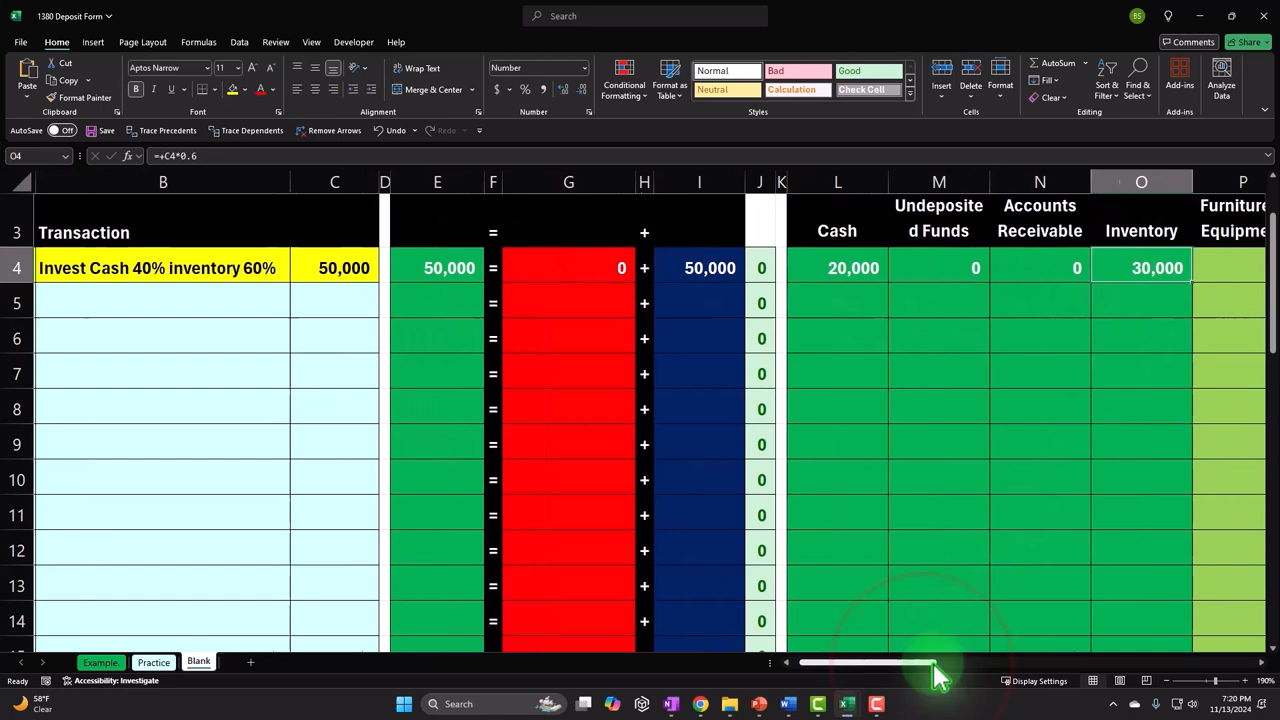 1380 Deposit Form
Search
BS
File Home Insert Page Layout Formulas Data Review View Developer Help
Comments Share
Paste
Cut
Copy
Format Painter
Clipboard
Aptos Narrow 11
B I U
Font
Wrap Text
Merge & Center
Alignment
Number
$ % ,
Number
Conditional Formatting
Format as Table
Normal Bad Good
Neutral Calculation Check Cell
Styles
Insert Delete Format
Cells
AutoSum
Fill
Clear
Sort & Filter
Find & Select
Editing
Add-ins
Add-ins
Analyze Data
AutoSave Off Save Trace Precedents Trace Dependents Remove Arrows Undo Redo
O4 fx =+C4*0.6
B C D E F G H I J K L M N O P
3 Transaction = + Cash Undeposite d Funds Accounts Receivable Inventory Furniture Equipme
4 Invest Cash 40% inventory 60% 50,000 50,000 = 0 + 50,000 0 20,000 0 0 30,000
5 = + 0
6 = + 0
7 = + 0
8 = + 0
9 = + 0
10 = + 0
11 = + 0
12 = + 0
13 = + 0
14 = + 0
Example. Practice Blank
Ready Accessibility: Investigate Display Settings 190%
58°F
Clear
Search
7:20 PM
11/13/2024